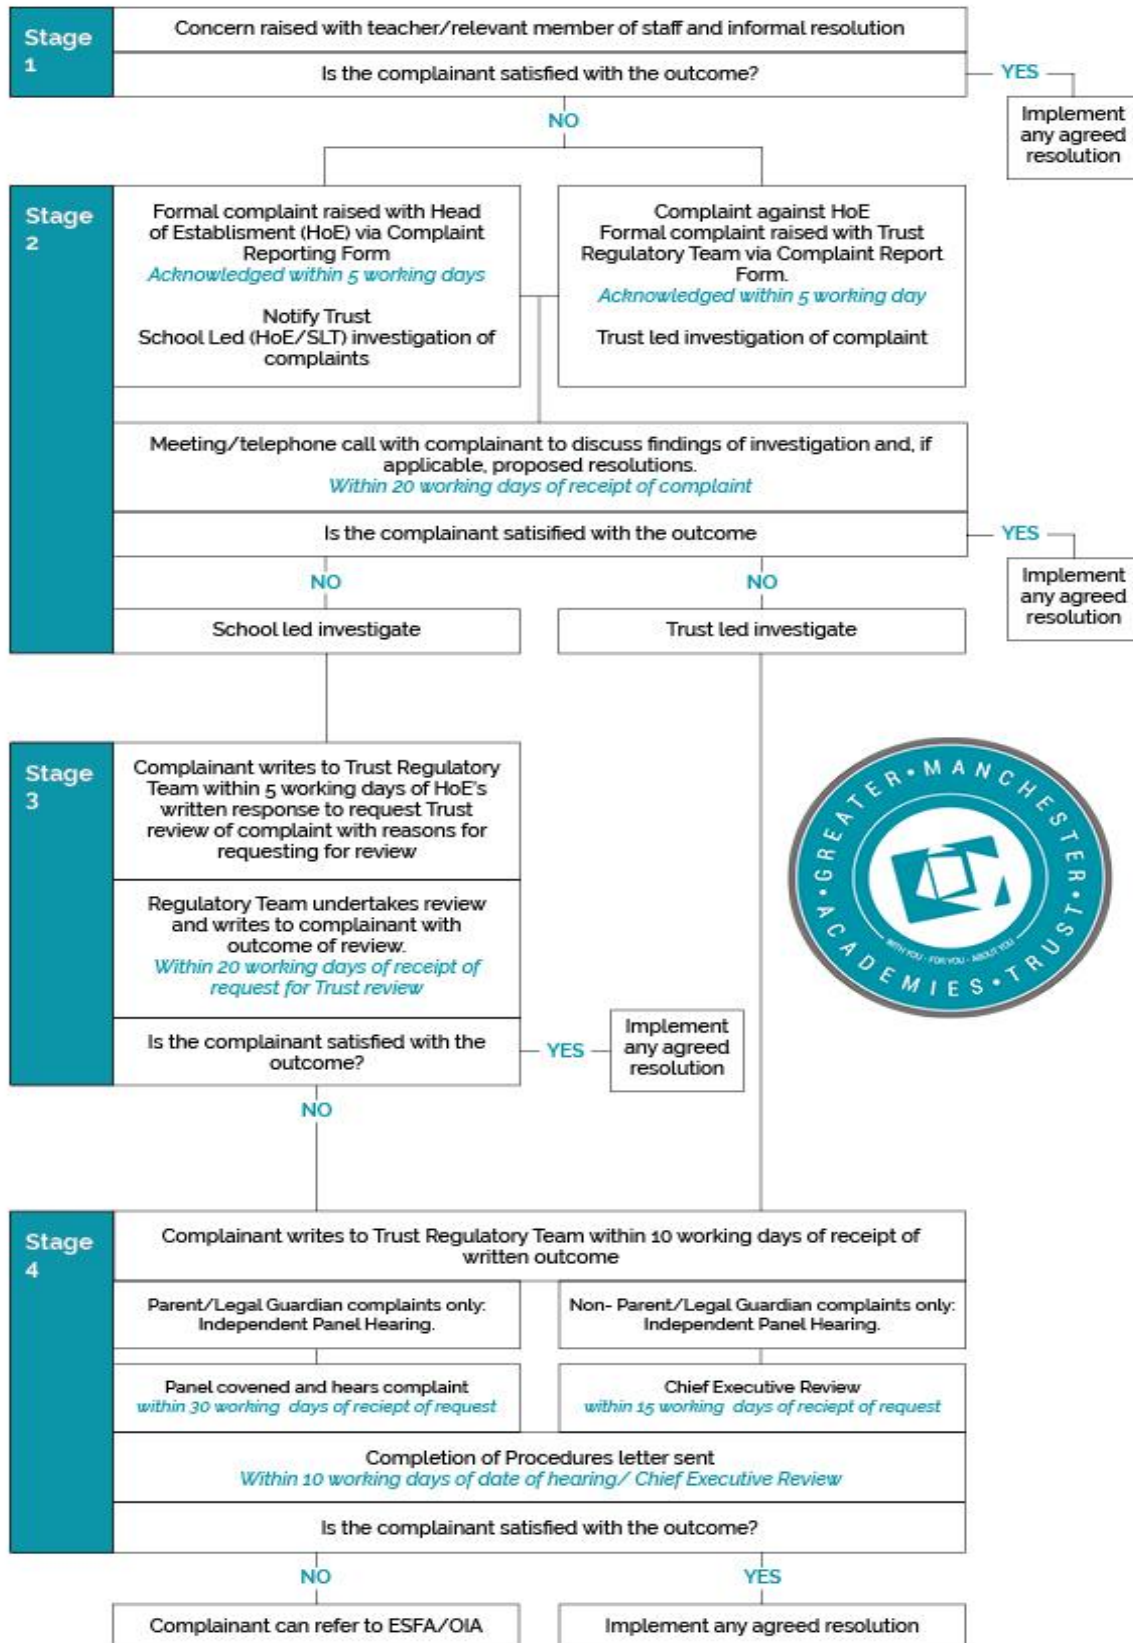 Stage
1
Concern raised with teacher/relevant member of staff and informal resolution
Is the complainant satisfied with the outcome?
YES
Implement
any agreed
resolution
NO
Stage
2
Formal complaint raised with Head
of Establisment (HoE) via Complaint
Reporting Form
Acknowledged within 5 working days
Notify Trust
School Led (HoE/SLT) investigation of
complaints
Complaint against HoE
Formal complaint raised with Trust
Regulatory Team via Complaint Report
Form.
Acknowledged within 5 working day
Trust led investigation of complaint
Meeting/telephone call with complainant to discuss findings of investigation and, if
applicable, proposed resolutions.
Within 20 working days of receipt of complaint
Is the complainant satisified with the outcome
YES
Implement
any agreed
resolution
NO
NO
School led investigate
Trust led investigate
Stage
3
Complainant writes to Trust Regulatory
Team within 5 working days of HoE's
written response to request Trust
review of complaint with reasons for
requesting for review
Regulatory Team undertakes review
and writes to complainant with
outcome of review.
Within 20 working days of receipt of
request for Trust review
Is the complainant satisfied with the
outcome?
YES
Implement
any agreed
resolution
NO
GREATER • MANCHESTER
• ACADEMIES • TRUST •
WITH YOU - FOR YOU - ABOUT YOU
Stage
4
Complainant writes to Trust Regulatory Team within 10 working days of receipt of
written outcome
Parent/Legal Guardian complaints only:
Independent Panel Hearing.
Non- Parent/Legal Guardian complaints only:
Independent Panel Hearing.
Panel covened and hears complaint
within 30 working days of reciept of request
Chief Executive Review
within 15 working days of reciept of request
Completion of Procedures letter sent
Within 10 working days of date of hearing/ Chief Executive Review
Is the complainant satisfied with the outcome?
NO
YES
Complainant can refer to ESFA/OIA
Implement any agreed resolution